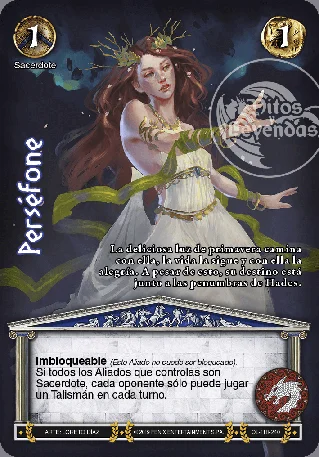 1
1
Sacerdote
Mitos
Leyendas
Perséfone
La deliciosa luz de primavera camina
con ella, la vida la sigue y con ella la
alegría. A pesar de esto, su destino está
junto a las penumbras de Hades.
Imbloqueable (Este Aliado no puede ser bloqueado).
Si todos los Aliados que controlas son
Sacerdote, cada oponente sólo puede jugar
un Talismán en cada turno.